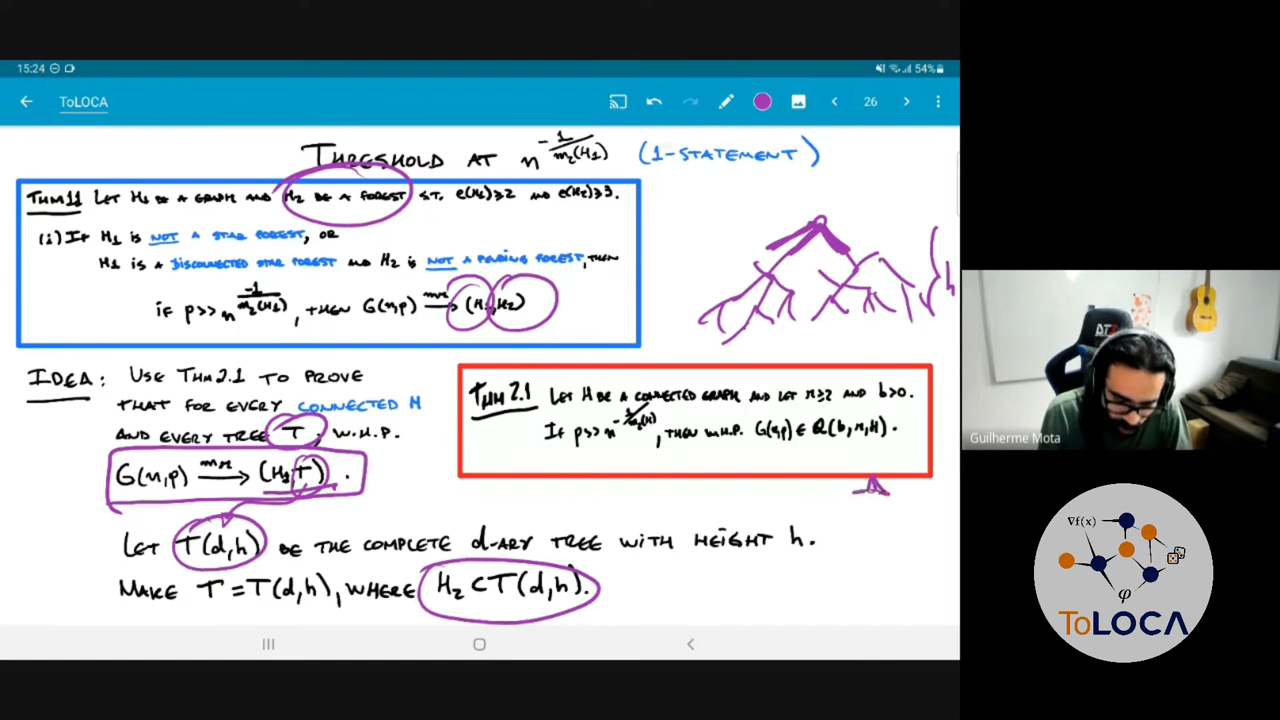 15:24
54%
ToLOCA
26
THRESHOLD AT n^{-1/m₂(H₁)} (1-STATEMENT)
THM 1.1 LET H₁ BE A GRAPH AND H₂ BE A FOREST S.T. e(H₁)≥2 AND e(H₂)≥3.
(i) IF H₁ IS NOT A STAR FOREST, OR
H₁ IS A DISCONNECTED STAR FOREST AND H₂ IS NOT A FOREST, THEN
IF p>>n^{-1/m₂(H₁)}, THEN G(n,p) → (H₁,H₂)
h
IDEA: USE THM 2.1 TO PROVE
THAT FOR EVERY CONNECTED H
AND EVERY TREE T, W.H.P.
G(n,p) → (H,T).
THM 2.1 LET H BE A CONNECTED GRAPH AND LET r≥2 AND b>0.
IF p>>n^{-1/m₂(H)}, THEN W.H.P. G(n,p) ∈ R(b,r,H).
LET T(d,h) BE THE COMPLETE d-ARY TREE WITH HEIGHT h.
MAKE T=T(d,h), WHERE H₂⊂T(d,h).
Guilherme Mota
∇f(x)
φ
ToLOCA